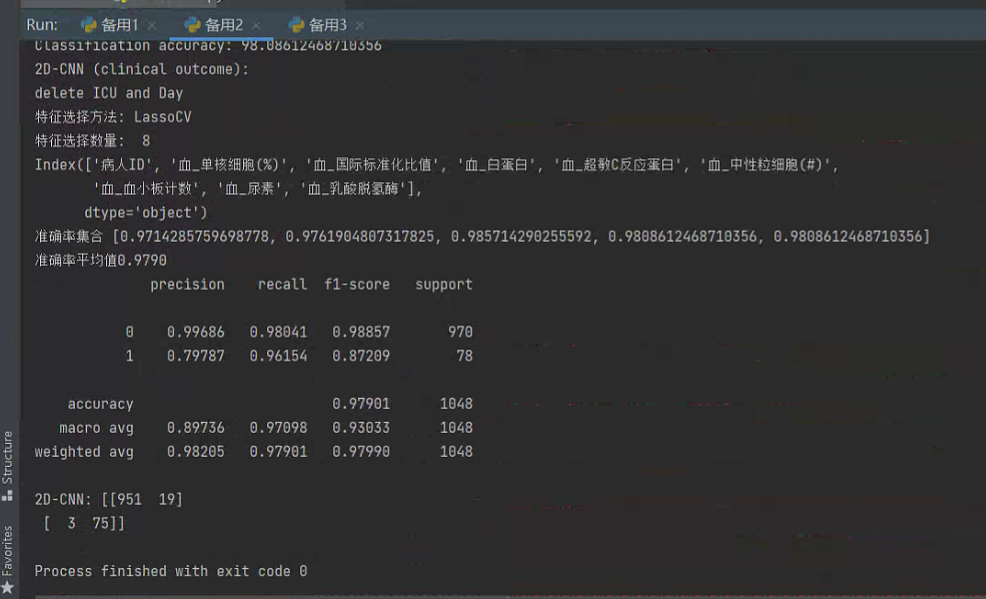 Run: 备用1 × 备用2 × 备用3 ×
Classification accuracy: 98.08612468710356
2D-CNN (clinical outcome):
delete ICU and Day
特征选择方法: LassoCV
特征选择数量: 8
Index(['病人ID', '血_单核细胞(%)', '血_国际标准化比值', '血_白蛋白', '血_超敏C反应蛋白', '血_中性粒细胞(#)',
'血_血小板计数', '血_尿素', '血_乳酸脱氢酶'],
dtype='object')
准确率集合 [0.9714285759698778, 0.9761904807317825, 0.985714290255592, 0.9808612468710356, 0.9808612468710356]
准确率平均值0.9790
precision recall f1-score support
0 0.99686 0.98041 0.98857 970
1 0.79787 0.96154 0.87209 78
accuracy 0.97901 1048
macro avg 0.89736 0.97098 0.93033 1048
weighted avg 0.98205 0.97901 0.97990 1048
2D-CNN: [[951 19]
[ 3 75]]
Process finished with exit code 0
Structure
Favorites